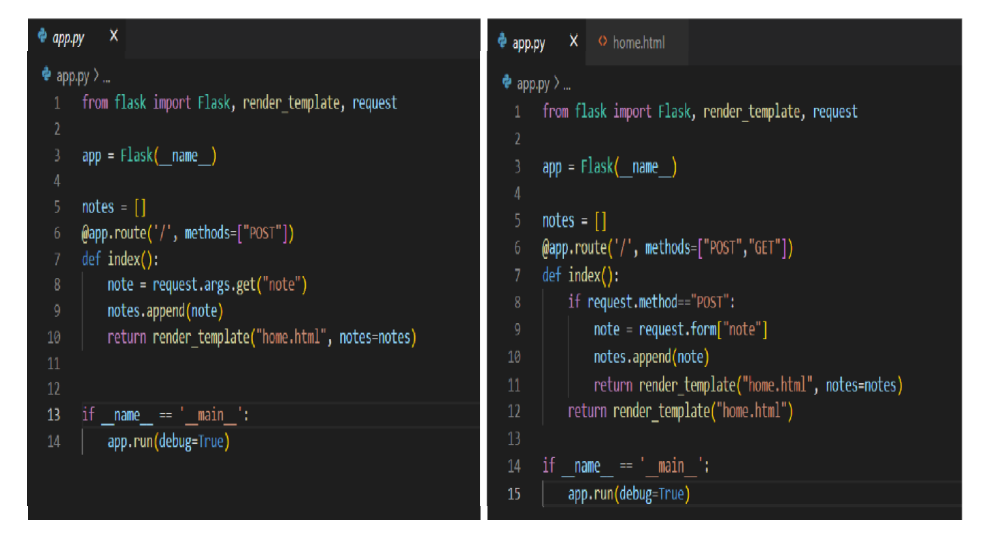 app.py X
app.py > ...
1 from flask import Flask, render_template, request
2
3 app = Flask(__name__)
4
5 notes = []
6 @app.route('/', methods=["POST"])
7 def index():
8     note = request.args.get("note")
9     notes.append(note)
10     return render_template("home.html", notes=notes)
11
12
13 if __name__ == '__main__':
14     app.run(debug=True)
app.py X <> home.html
app.py > ...
1 from flask import Flask, render_template, request
2
3 app = Flask(__name__)
4
5 notes = []
6 @app.route('/', methods=["POST","GET"])
7 def index():
8     if request.method=="POST":
9         note = request.form["note"]
10         notes.append(note)
11         return render_template("home.html", notes=notes)
12     return render_template("home.html")
13
14 if __name__ == '__main__':
15     app.run(debug=True)